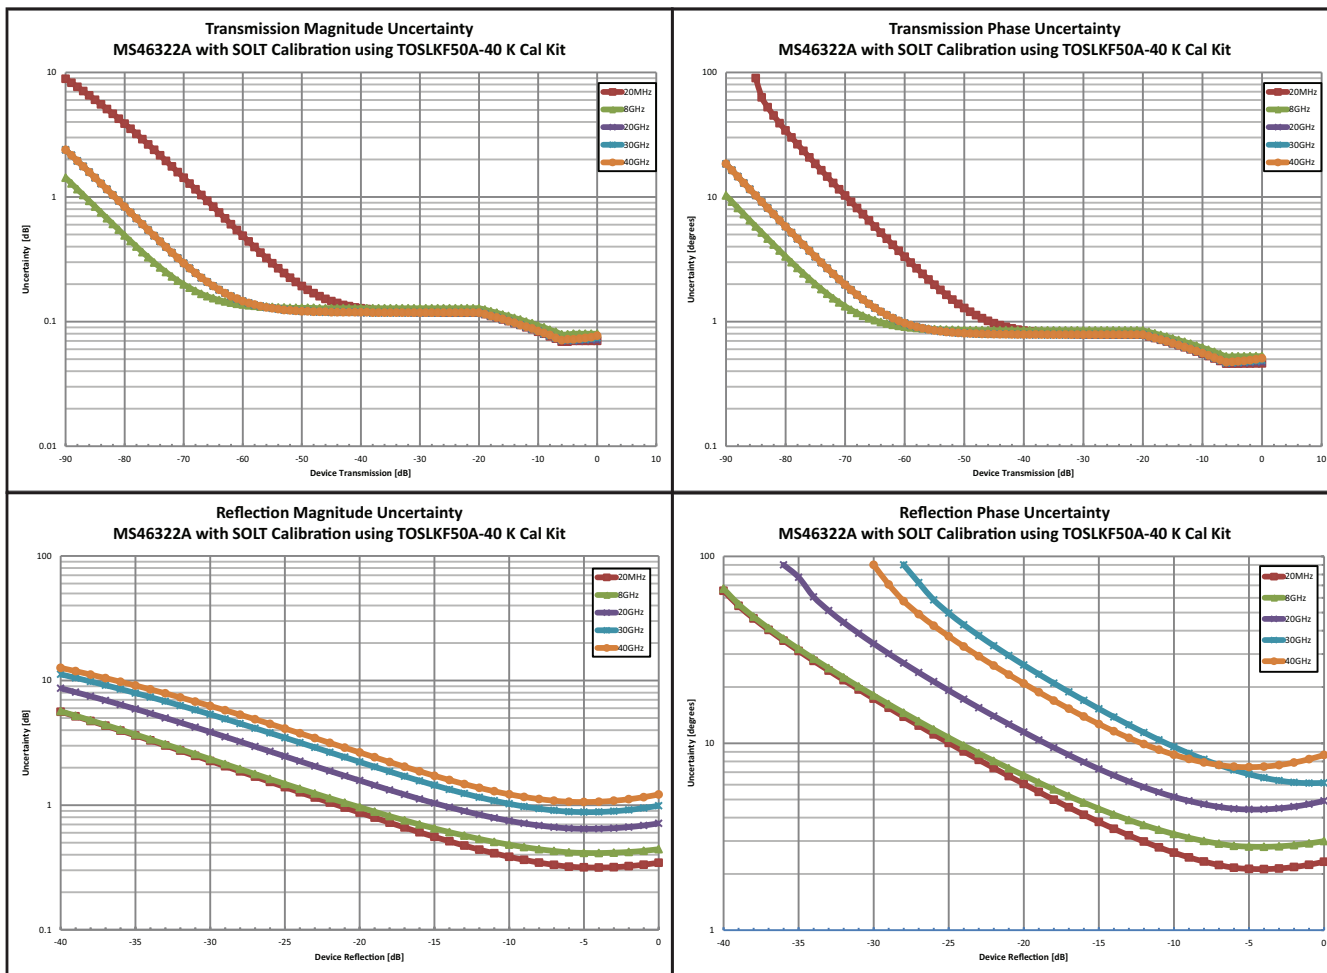 Transmission Magnitude Uncertainty
MS46322A with SOLT Calibration using TOSLKF50A-40 K Cal Kit
10
1
0.1
0.01
Uncertainty [dB]
-90 -80 -70 -60 -50 -40 -30 -20 -10 0 10
Device Transmission [dB]
20MHz
8GHz
20GHz
30GHz
40GHz
Transmission Phase Uncertainty
MS46322A with SOLT Calibration using TOSLKF50A-40 K Cal Kit
100
10
1
0.1
Uncertainty [degrees]
-90 -80 -70 -60 -50 -40 -30 -20 -10 0 10
Device Transmission [dB]
20MHz
8GHz
20GHz
30GHz
40GHz
Reflection Magnitude Uncertainty
MS46322A with SOLT Calibration using TOSLKF50A-40 K Cal Kit
100
10
1
0.1
Uncertainty [dB]
-40 -35 -30 -25 -20 -15 -10 -5 0
Device Reflection [dB]
20MHz
8GHz
20GHz
30GHz
40GHz
Reflection Phase Uncertainty
MS46322A with SOLT Calibration using TOSLKF50A-40 K Cal Kit
100
10
1
Uncertainty [degrees]
-40 -35 -30 -25 -20 -15 -10 -5 0
Device Reflection [dB]
20MHz
8GHz
20GHz
30GHz
40GHz